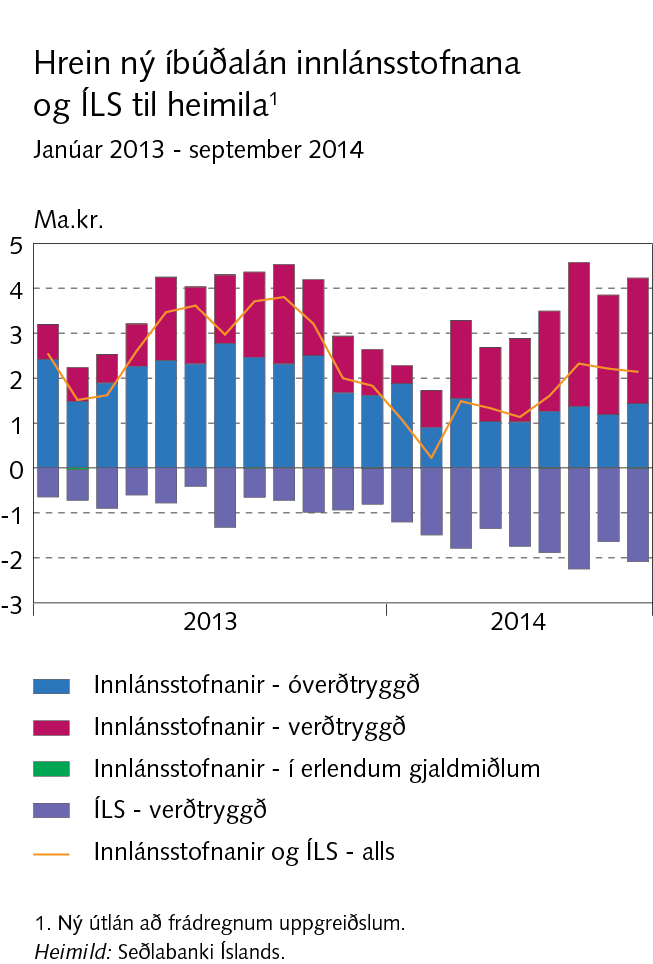 Hrein ný íbúðalán innlánsstofnana
og ÍLS til heimila¹
Janúar 2013 - september 2014
Ma.kr.
5
4
3
2
1
0
-1
-2
-3
2013 2014
Innlánsstofnanir - óverðtryggð
Innlánsstofnanir - verðtryggð
Innlánsstofnanir - í erlendum gjaldmiðlum
ÍLS - verðtryggð
Innlánsstofnanir og ÍLS - alls
1. Ný útlán að frádregnum uppgreiðslum.
Heimild: Seðlabanki Íslands.